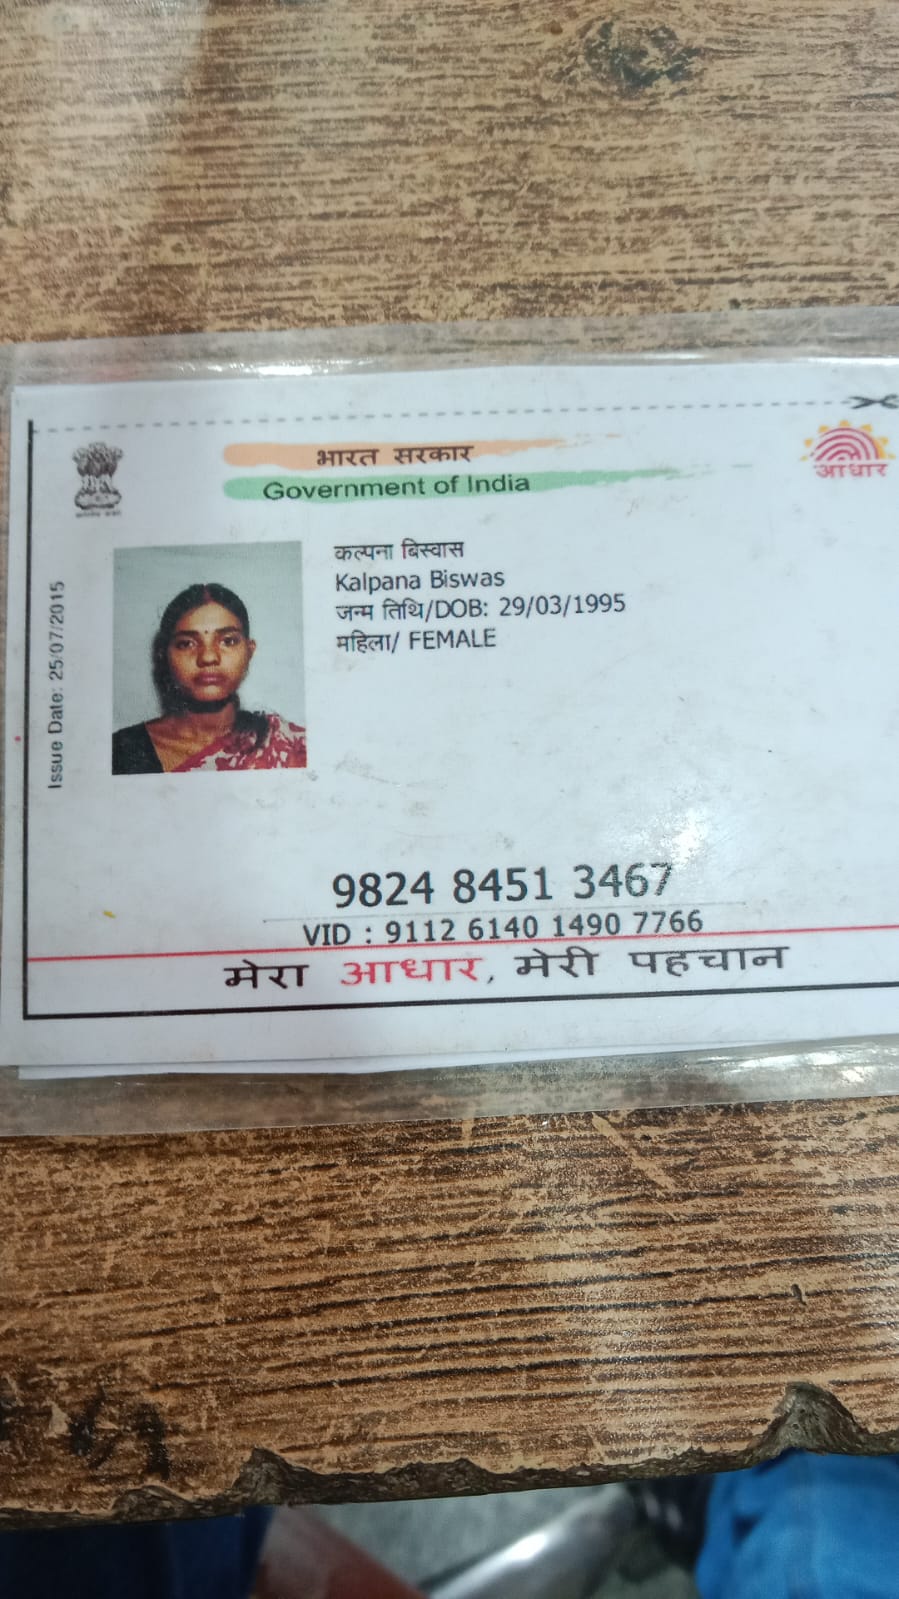 भारत सरकार
Government of India
आधार
Issue Date: 25/07/2015
कल्पना बिस्वास
Kalpana Biswas
जन्म तिथि/DOB: 29/03/1995
महिला/ FEMALE
9824 8451 3467
VID : 9112 6140 1490 7766
मेरा आधार, मेरी पहचान